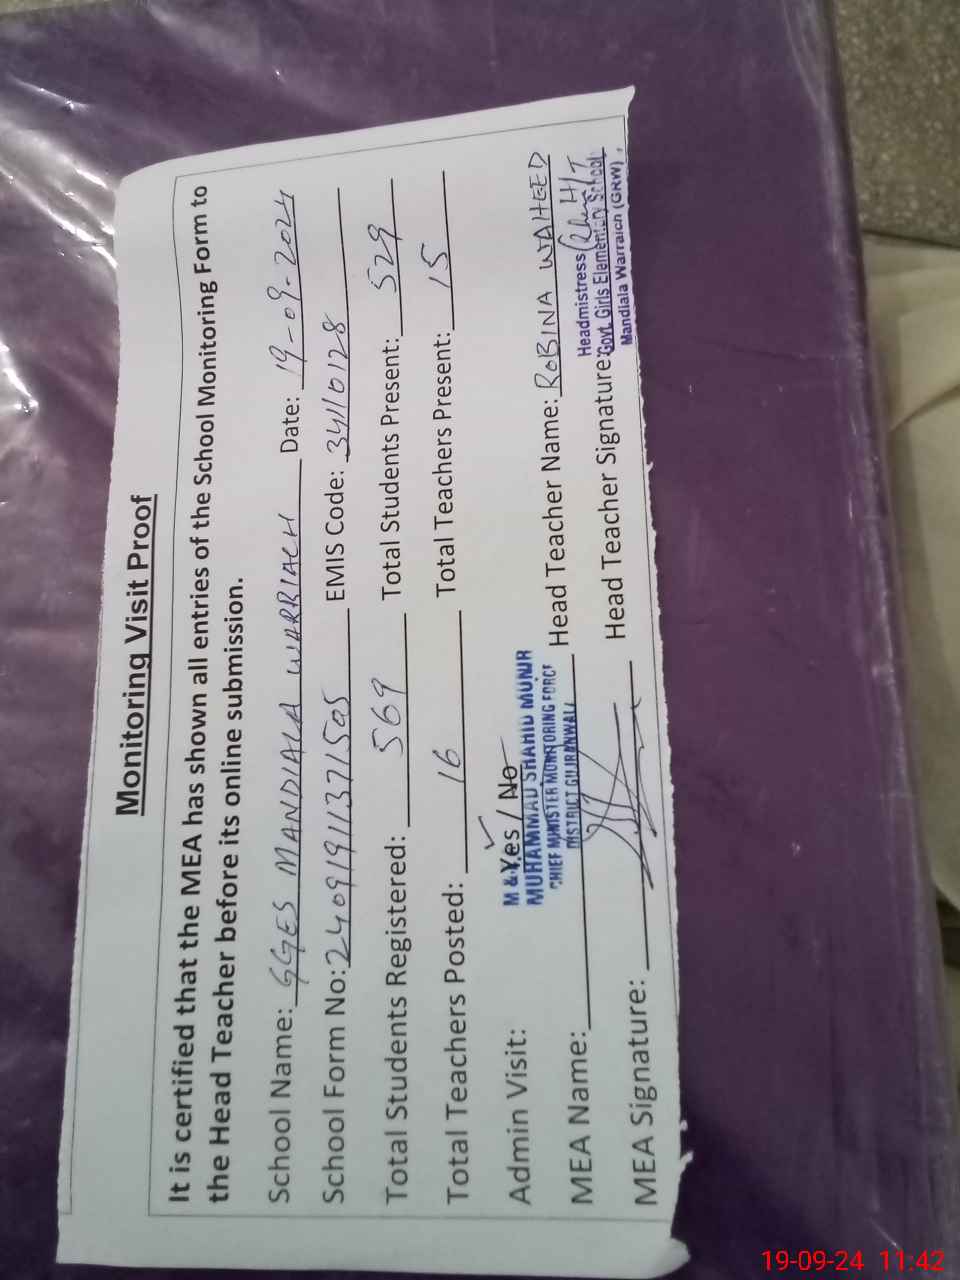 Monitoring Visit Proof
It is certified that the MEA has shown all entries of the School Monitoring Form to
the Head Teacher before its online submission.
School Name: GGES MANDIALA WARRIACH Date: 19-09-2024
School Form No: 240919113715a5 EMIS Code: 34110128
Total Students Registered: 569 Total Students Present: 529
Total Teachers Posted: 16 Total Teachers Present: 15
Admin Visit: Yes / No
M &
MUHAMMAD SHAHID MUNIR
CHIEF MINISTER MONITORING FORCE
DISTRICT GUJRANWALA
MEA Name: Head Teacher Name: ROBINA WAHEED
MEA Signature: Head Teacher Signature:
Headmistress H/T
Govt. Girls Elementary School
Mandiala Warraich (GRW)
19-09-24 11:42